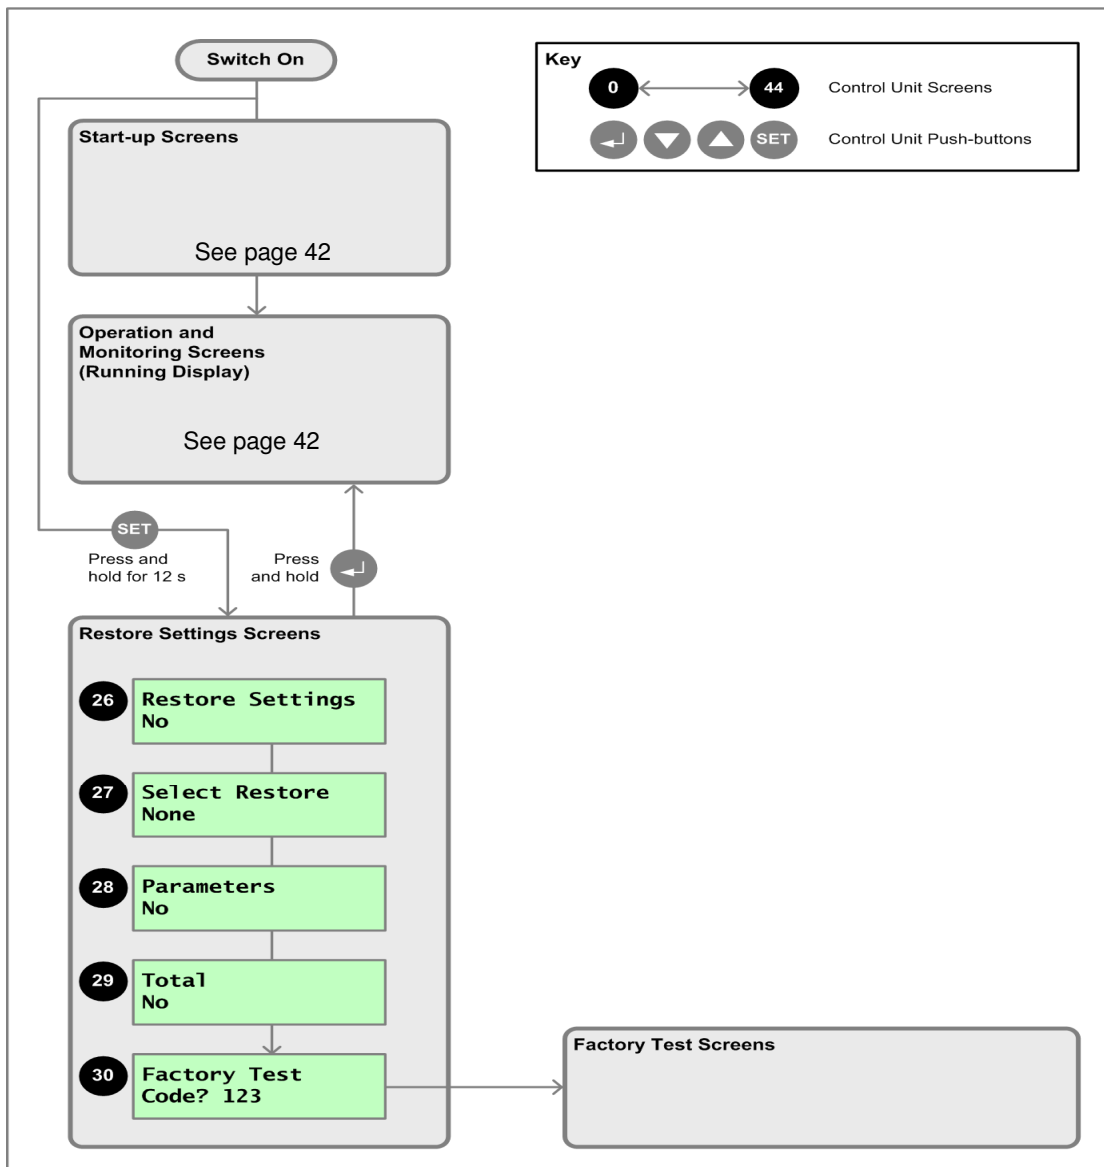 Switch On
Key
0
44
Control Unit Screens
SET
Control Unit Push-buttons
Start-up Screens
See page 42
Operation and
Monitoring Screens
(Running Display)
See page 42
SET
Press and
hold for 12 s
Press
and hold
Restore Settings Screens
26
Restore Settings
No
27
Select Restore
None
28
Parameters
No
29
Total
No
30
Factory Test
Code? 123
Factory Test Screens